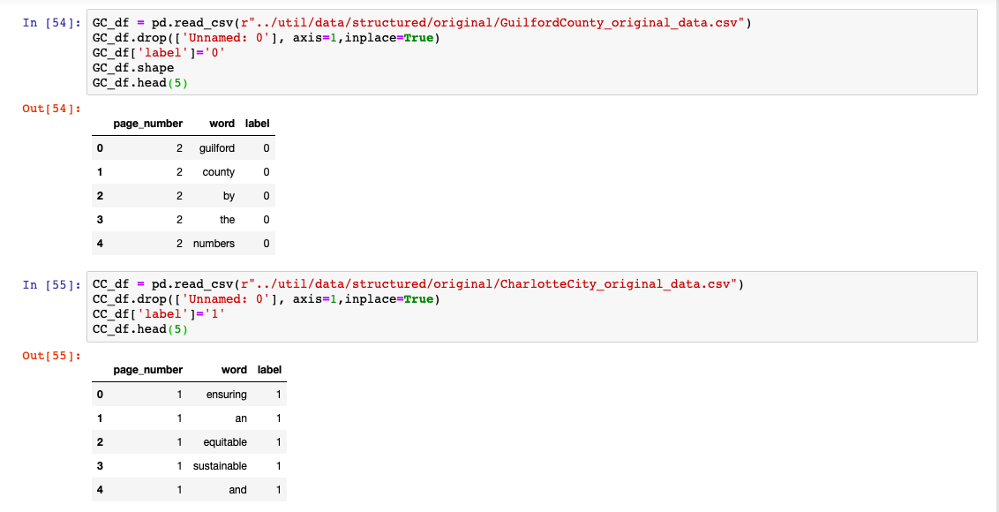 In [54]: GC_df = pd.read_csv(r"../util/data/structured/original/GuilfordCounty_original_data.csv")
GC_df.drop(['Unnamed: 0'], axis=1,inplace=True)
GC_df['label']='0'
GC_df.shape
GC_df.head(5)
Out[54]:
page_number word label
0 2 guilford 0
1 2 county 0
2 2 by 0
3 2 the 0
4 2 numbers 0
In [55]: CC_df = pd.read_csv(r"../util/data/structured/original/CharlotteCity_original_data.csv")
CC_df.drop(['Unnamed: 0'], axis=1,inplace=True)
CC_df['label']='1'
CC_df.head(5)
Out[55]:
page_number word label
0 1 ensuring 1
1 1 an 1
2 1 equitable 1
3 1 sustainable 1
4 1 and 1